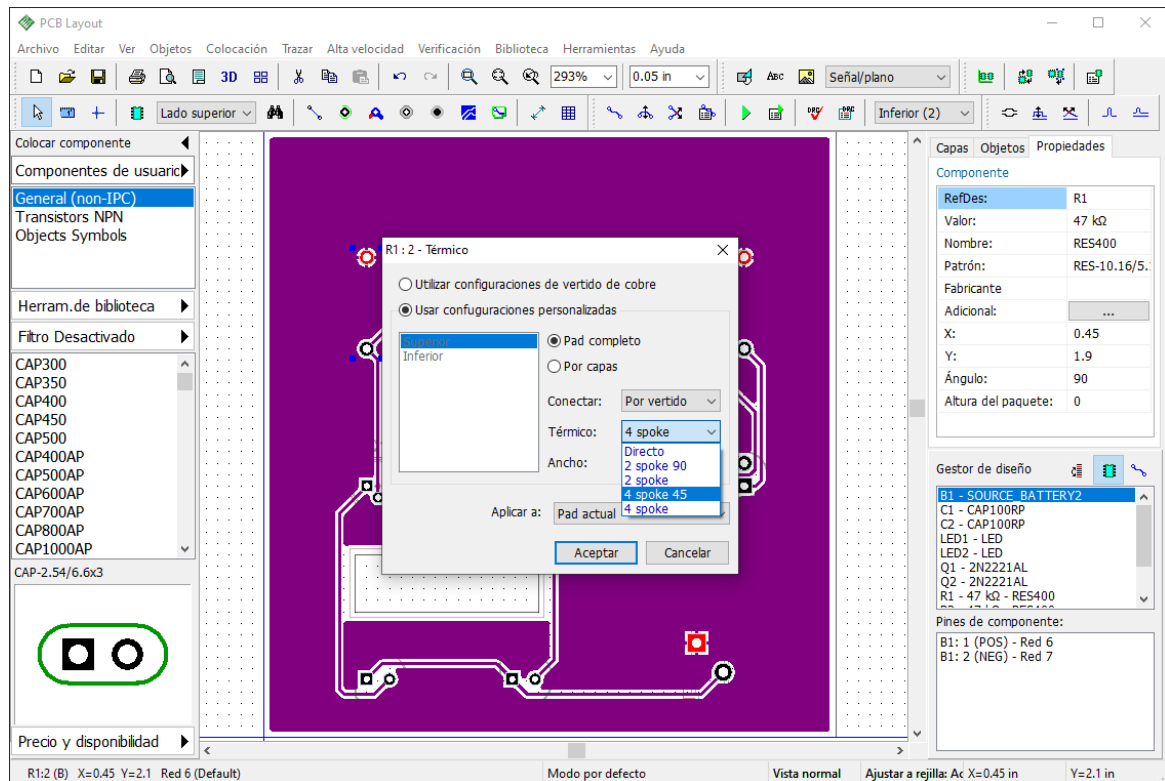 PCB Layout
Archivo Editar Ver Objetos Colocación Trazar Alta velocidad Verificación Biblioteca Herramientas Ayuda
3D 293% 0.05 in ABC Señal/plano
Lado superior DRC ERC Inferior (2)
Colocar componente
Componentes de usuaric
General (non-IPC)
Transistors NPN
Objects Symbols
Herram.de biblioteca
Filtro Desactivado
CAP300
CAP350
CAP400
CAP450
CAP500
CAP400AP
CAP500AP
CAP600AP
CAP700AP
CAP800AP
CAP1000AP
CAP-2.54/6.6x3
Precio y disponibilidad
R1 : 2 - Térmico
Utilizar configuraciones de vertido de cobre
Usar confuguraciones personalizadas
Superior
Inferior
Pad completo
Por capas
Conectar: Por vertido
Térmico: 4 spoke
Directo
2 spoke 90
2 spoke
4 spoke 45
4 spoke
Ancho:
Aplicar a: Pad actual
Aceptar Cancelar
Capas Objetos Propiedades
Componente
RefDes: R1
Valor: 47 kΩ
Nombre: RES400
Patrón: RES-10.16/5.
Fabricante
Adicional: ...
X: 0.45
Y: 1.9
Ángulo: 90
Altura del paquete: 0
Gestor de diseño
B1 - SOURCE_BATTERY2
C1 - CAP100RP
C2 - CAP100RP
LED1 - LED
LED2 - LED
Q1 - 2N2221AL
Q2 - 2N2221AL
R1 - 47 kΩ - RES400
Pines de componente:
B1: 1 (POS) - Red 6
B1: 2 (NEG) - Red 7
R1:2 (B) X=0.45 Y=2.1 Red 6 (Default) Modo por defecto Vista normal Ajustar a rejilla: Ac X=0.45 in Y=2.1 in